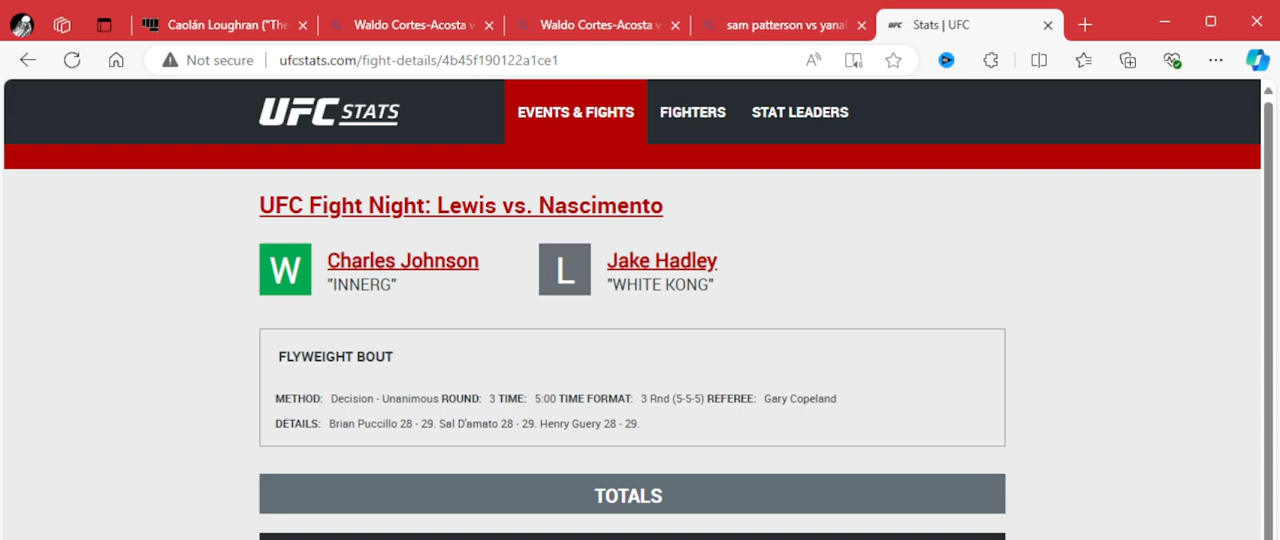 Caolán Loughran ("The
Waldo Cortes-Acosta v
Waldo Cortes-Acosta v
sam patterson vs yanal
UFC Stats | UFC
Not secure ufcstats.com/fight-details/4b45f190122a1ce1
UFC STATS EVENTS & FIGHTS FIGHTERS STAT LEADERS
UFC Fight Night: Lewis vs. Nascimento
W Charles Johnson L Jake Hadley
"INNERG" "WHITE KONG"
FLYWEIGHT BOUT
METHOD: Decision - Unanimous ROUND: 3 TIME: 5:00 TIME FORMAT: 3 Rnd (5-5-5) REFEREE: Gary Copeland
DETAILS: Brian Puccillo 28 - 29. Sal D'amato 28 - 29. Henry Guery 28 - 29.
TOTALS